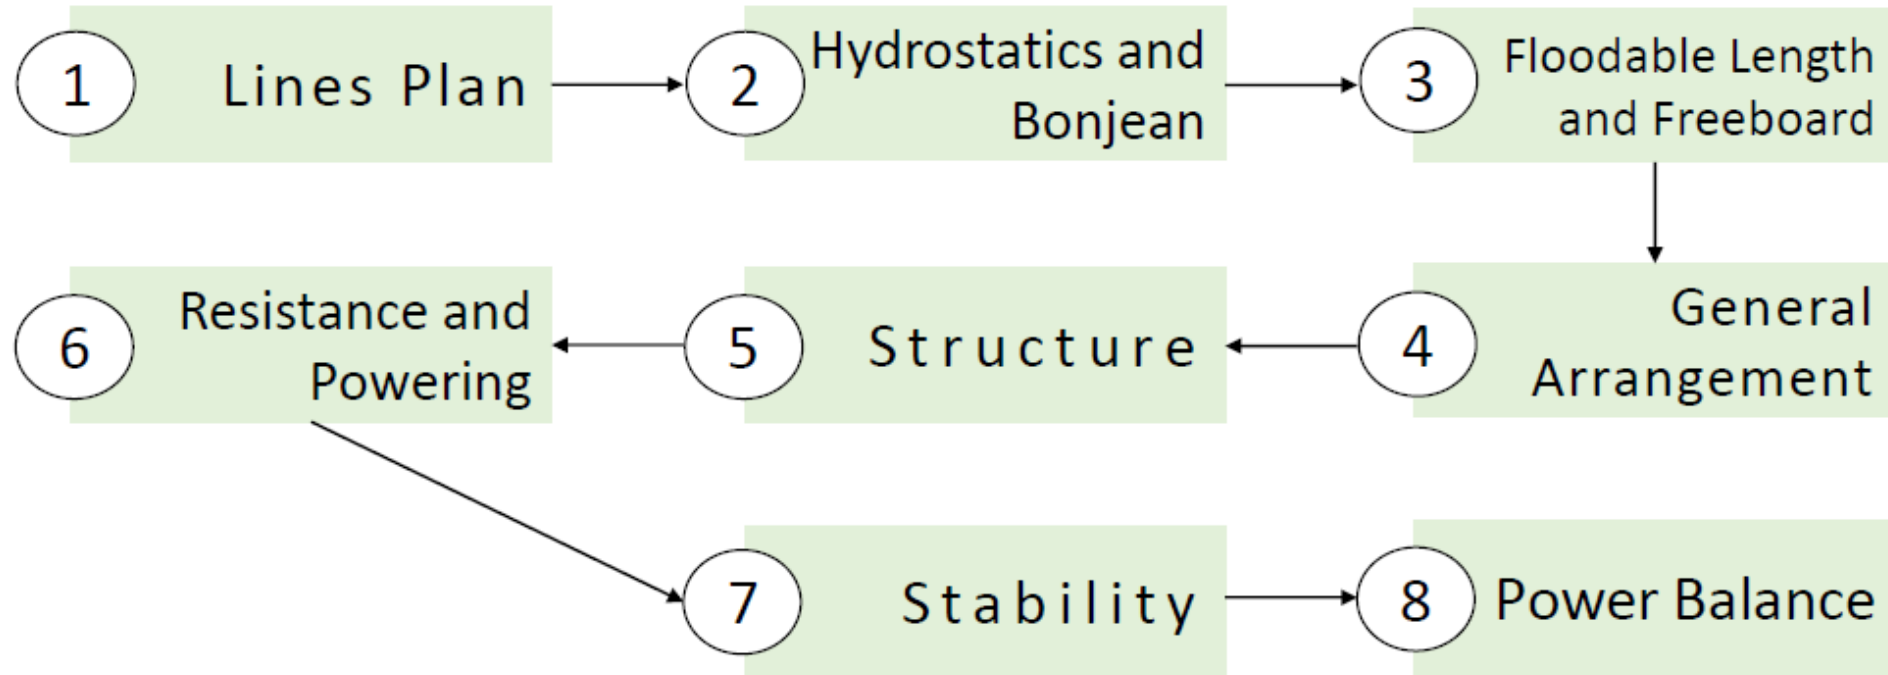 1
Lines Plan
2
Hydrostatics and
Bonjean
3
Floodable Length
and Freeboard
4
General
Arrangement
5
Structure
6
Resistance and
Powering
7
Stability
8
Power Balance